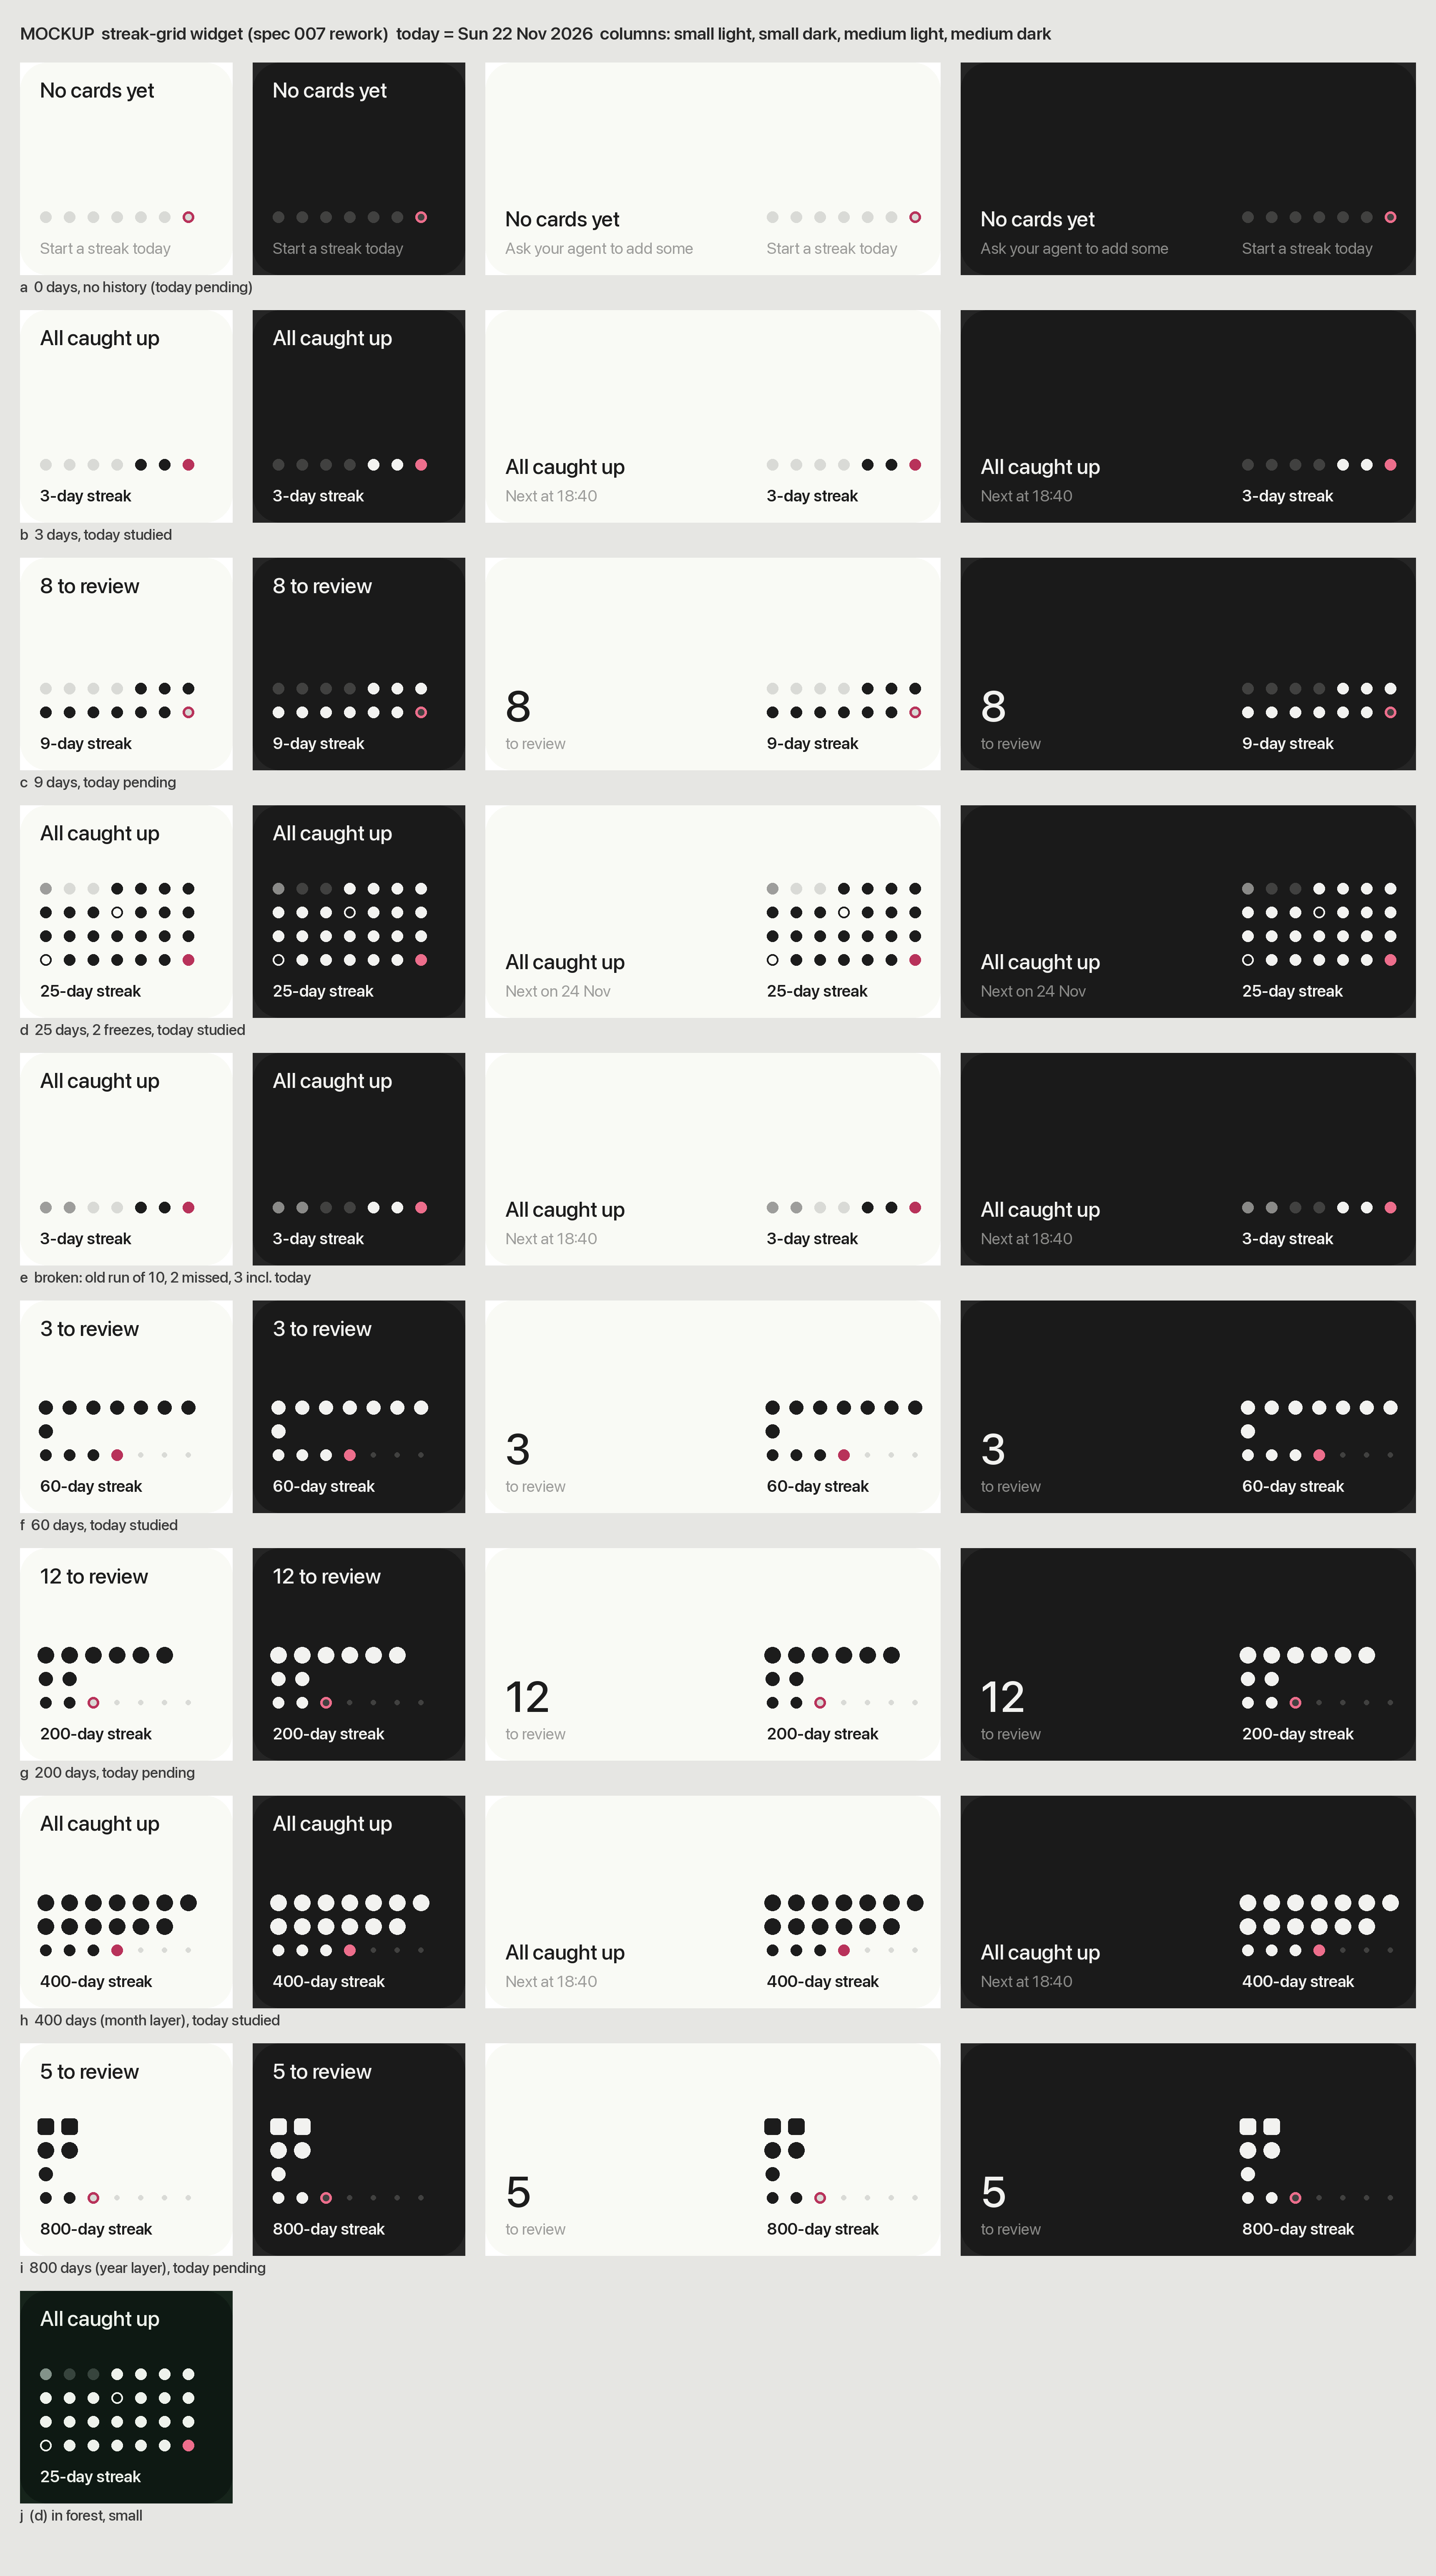 MOCKUP  streak-grid widget (spec 007 rework)  today = Sun 22 Nov 2026  columns: small light, small dark, medium light, medium dark
No cards yet
Start a streak today
No cards yet
Start a streak today
No cards yet
Ask your agent to add some
Start a streak today
No cards yet
Ask your agent to add some
Start a streak today
a  0 days, no history (today pending)
All caught up
3-day streak
All caught up
3-day streak
All caught up
Next at 18:40
3-day streak
All caught up
Next at 18:40
3-day streak
b  3 days, today studied
8 to review
9-day streak
8 to review
9-day streak
8
to review
9-day streak
8
to review
9-day streak
c  9 days, today pending
All caught up
25-day streak
All caught up
25-day streak
All caught up
Next on 24 Nov
25-day streak
All caught up
Next on 24 Nov
25-day streak
d  25 days, 2 freezes, today studied
All caught up
3-day streak
All caught up
3-day streak
All caught up
Next at 18:40
3-day streak
All caught up
Next at 18:40
3-day streak
e  broken: old run of 10, 2 missed, 3 incl. today
3 to review
60-day streak
3 to review
60-day streak
3
to review
60-day streak
3
to review
60-day streak
f  60 days, today studied
12 to review
200-day streak
12 to review
200-day streak
12
to review
200-day streak
12
to review
200-day streak
g  200 days, today pending
All caught up
400-day streak
All caught up
400-day streak
All caught up
Next at 18:40
400-day streak
All caught up
Next at 18:40
400-day streak
h  400 days (month layer), today studied
5 to review
800-day streak
5 to review
800-day streak
5
to review
800-day streak
5
to review
800-day streak
i  800 days (year layer), today pending
All caught up
25-day streak
j  (d) in forest, small